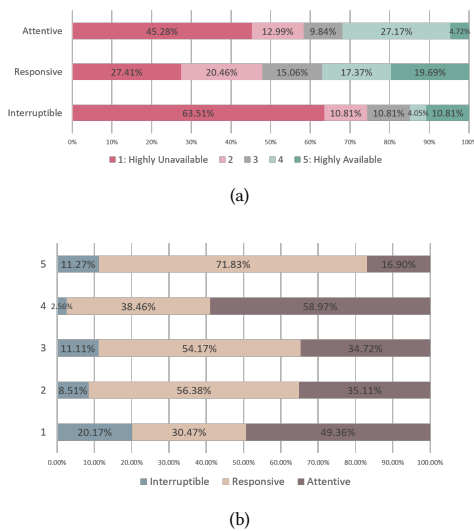 Attentive 45.28% 12.99% 9.84% 27.17% 4.72%
Responsive 27.41% 20.46% 15.06% 17.37% 19.69%
Interruptible 63.51% 10.81% 10.81% 4.05% 10.81%
0% 10% 20% 30% 40% 50% 60% 70% 80% 90% 100%
1: Highly Unavailable 2 3 4 5: Highly Available
(a)
5 11.27% 71.83% 16.90%
4 2.56% 38.46% 58.97%
3 11.11% 54.17% 34.72%
2 8.51% 56.38% 35.11%
1 20.17% 30.47% 49.36%
0.00% 10.00% 20.00% 30.00% 40.00% 50.00% 60.00% 70.00% 80.00% 90.00% 100.00%
Interruptible Responsive Attentive
(b)